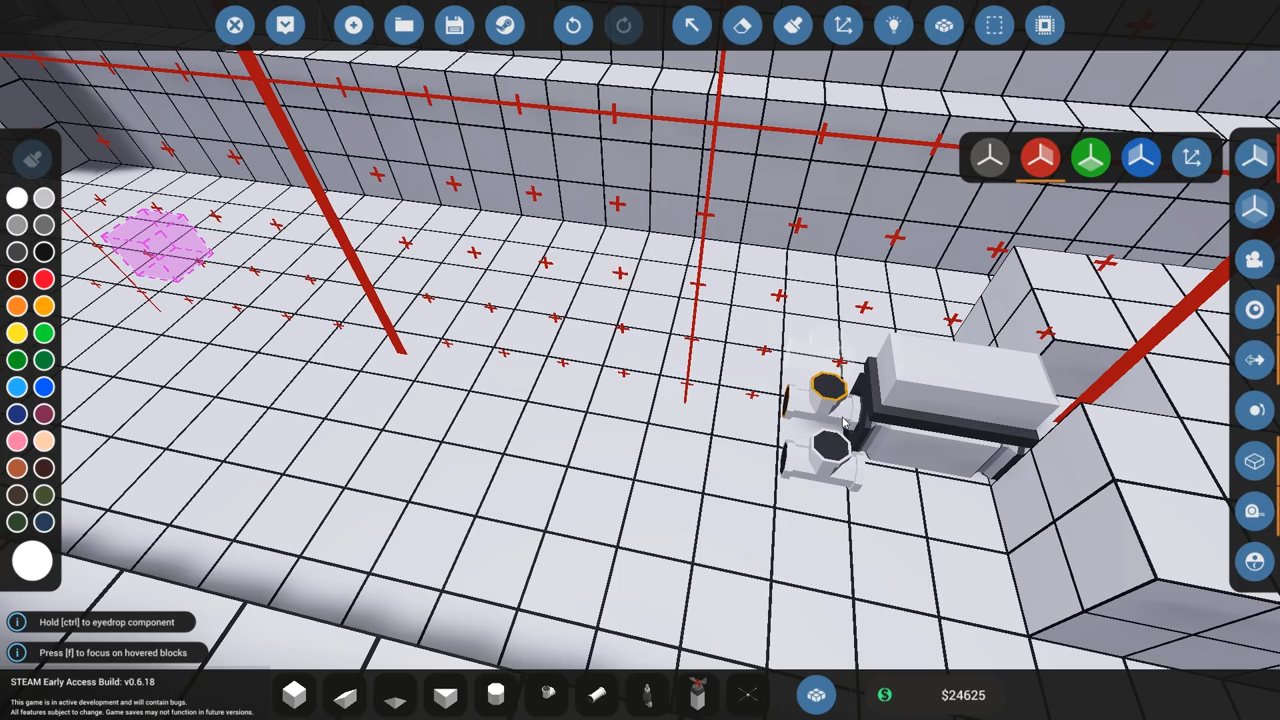 Hold [ctrl] to eyedrop component
Press [f] to focus on hovered blocks
STEAM Early Access Build: v0.6.18
This game is in active development and will contain bugs.
All features subject to change. Game saves may not function in future versions.
$24625